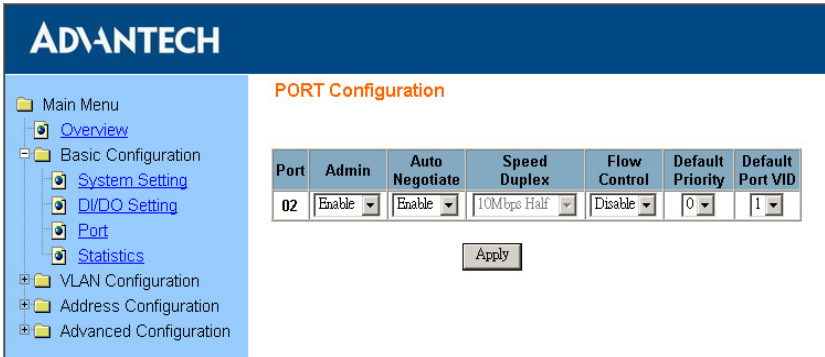 ADVANTECH
Main Menu
Overview
Basic Configuration
System Setting
DI/DO Setting
Port
Statistics
VLAN Configuration
Address Configuration
Advanced Configuration
PORT Configuration
Port Admin Auto Negotiate Speed Duplex Flow Control Default Priority Default Port VID
02 Enable Enable 10Mbps Half Disable 0 1
Apply